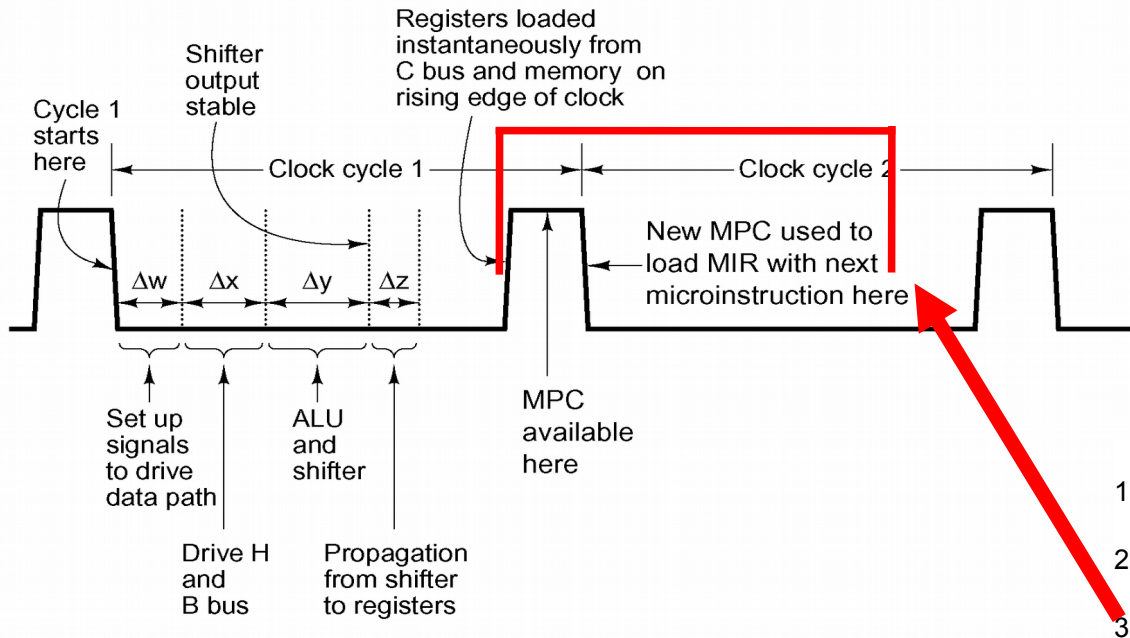 Registers loaded
instantaneously from
C bus and memory on
rising edge of clock
Shifter
output
stable
Cycle 1
starts
here
Clock cycle 1
Clock cycle 2
New MPC used to
load MIR with next
microinstruction here
Δw
Δx
Δy
Δz
Set up
signals
to drive
data path
ALU
and
shifter
MPC
available
here
Drive H
and
B bus
Propagation
from shifter
to registers
1
2
3